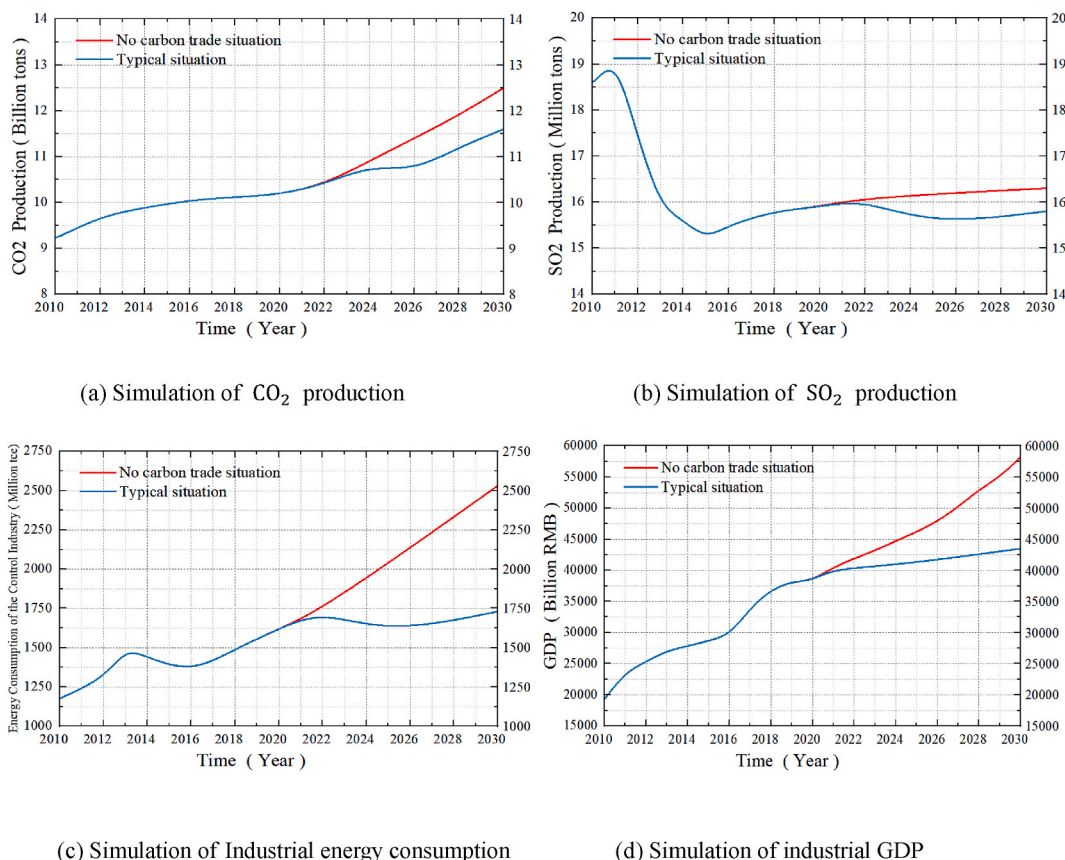 14
13
12
11
10
9
8
CO2 Production ( Billion tons)
No carbon trade situation
Typical situation
14
13
12
11
10
9
8
2010 2012 2014 2016 2018 2020 2022 2024 2026 2028 2030
Time ( Year )
(a) Simulation of CO₂ production
20
19
18
17
16
15
14
SO2 Production ( Million tons)
No carbon trade situation
Typical situation
20
19
18
17
16
15
14
2010 2012 2014 2016 2018 2020 2022 2024 2026 2028 2030
Time ( Year )
(b) Simulation of SO₂ production
2750
2500
2250
2000
1750
1500
1250
1000
Energy Consumption of the Control Industry ( Million tce)
No carbon trade situation
Typical situation
2750
2500
2250
2000
1750
1500
1250
1000
2010 2012 2014 2016 2018 2020 2022 2024 2026 2028 2030
Time ( Year )
(c) Simulation of Industrial energy consumption
60000
55000
50000
45000
40000
35000
30000
25000
20000
15000
GDP ( Billion RMB)
No carbon trade situation
Typical situation
60000
55000
50000
45000
40000
35000
30000
25000
20000
15000
2010 2012 2014 2016 2018 2020 2022 2024 2026 2028 2030
Time ( Year )
(d) Simulation of industrial GDP